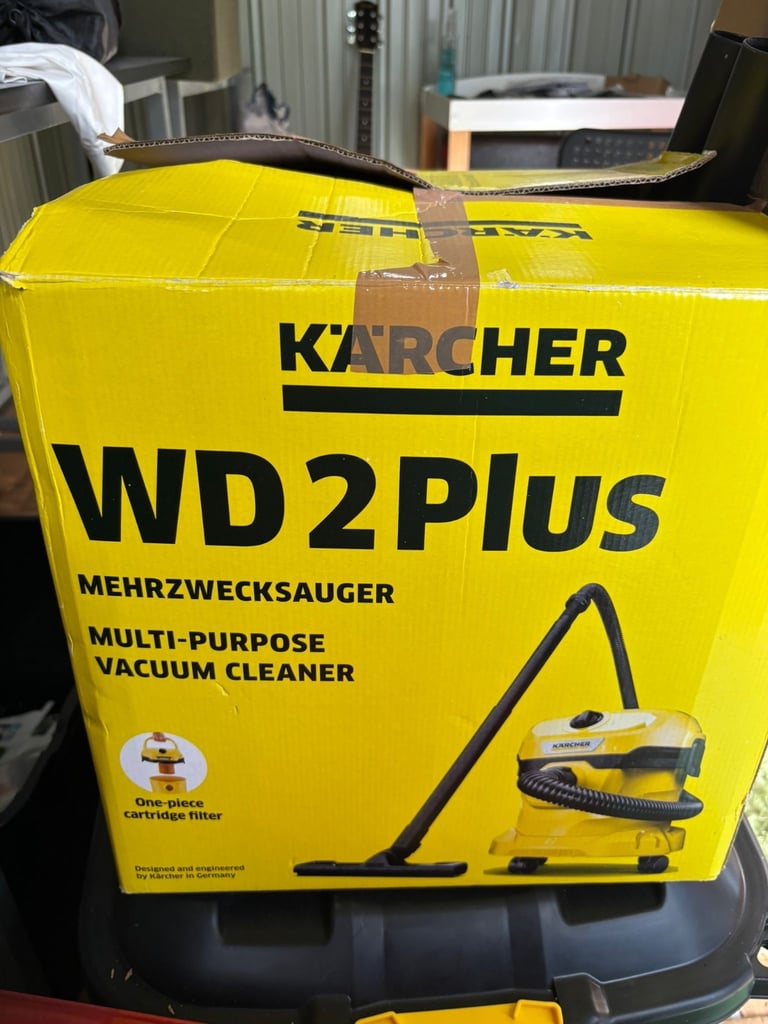 KÄRCHER
KÄRCHER
WD 2 Plus
MEHRZWECKSAUGER
MULTI-PURPOSE
VACUUM CLEANER
KÄRCHER
One-piece
cartridge filter
Designed and engineered
by Kärcher in Germany